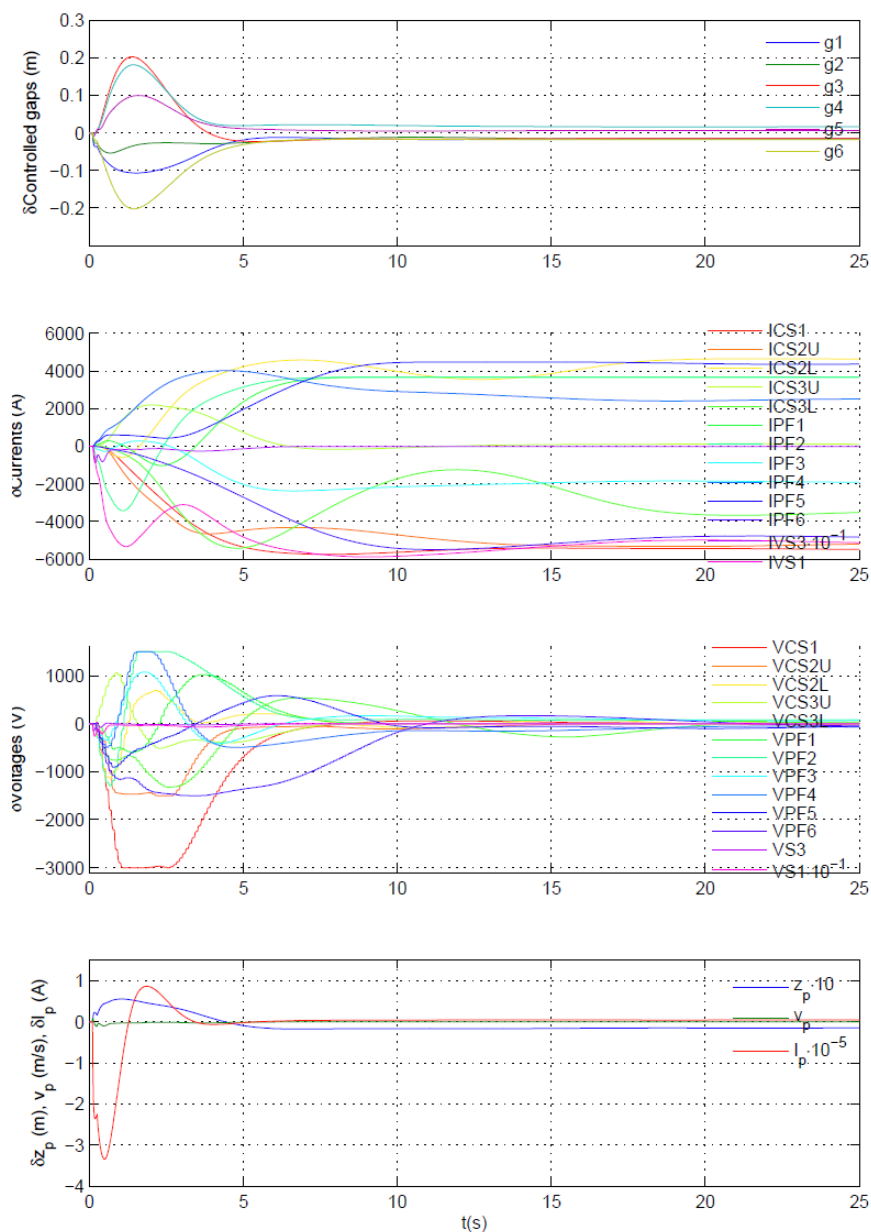 0.3
0.2
0.1
0
−0.1
−0.2
δControlled gaps (m)
g1
g2
g3
g4
g5
g6
0 5 10 15 20 25
6000
4000
2000
0
−2000
−4000
−6000
δCurrents (A)
ICS1
ICS2U
ICS2L
ICS3U
ICS3L
IPF1
IPF2
IPF3
IPF4
IPF5
IPF6
IVS3·10⁻¹
IVS1
0 5 10 15 20 25
1000
0
−1000
−2000
−3000
δVoltages (V)
VCS1
VCS2U
VCS2L
VCS3U
VCS3L
VPF1
VPF2
VPF3
VPF4
VPF5
VPF6
VS3
VS1·10⁻¹
0 5 10 15 20 25
1
0
−1
−2
−3
−4
δz_p (m), v_p (m/s), δI_p (A)
z_p·10
v_p
I_p·10⁻⁵
0 5 10 15 20 25
t(s)